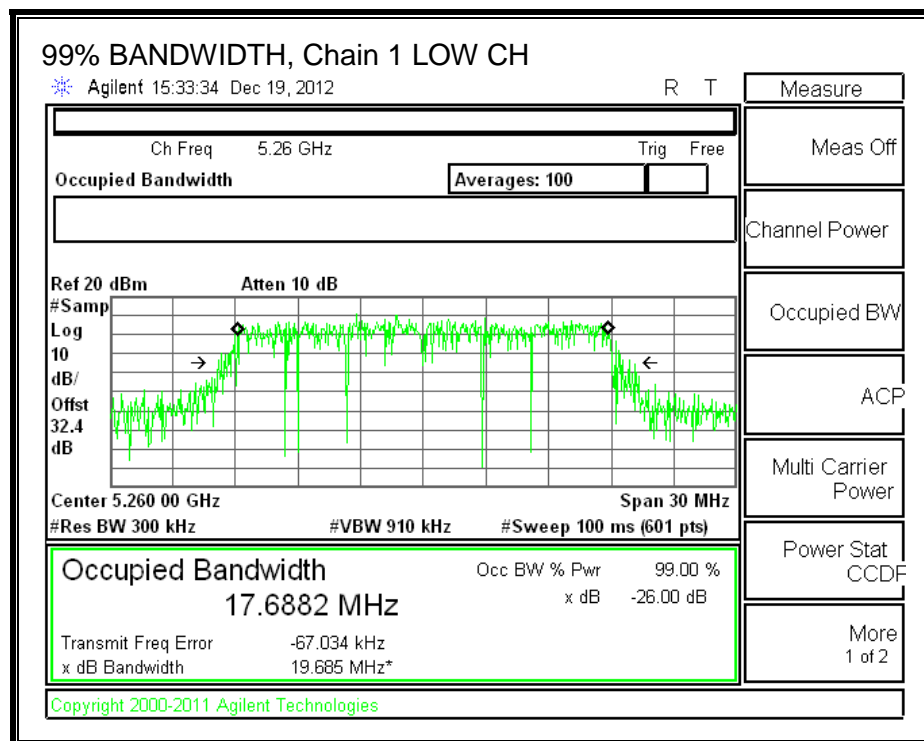 99% BANDWIDTH, Chain 1 LOW CH
Agilent 15:33:34 Dec 19, 2012 R T
Measure
Ch Freq 5.26 GHz Trig Free
Occupied Bandwidth Averages: 100
Ref 20 dBm Atten 10 dB
#Samp
Log
10
dB/
Offst
32.4
dB
Center 5.260 00 GHz Span 30 MHz
#Res BW 300 kHz #VBW 910 kHz #Sweep 100 ms (601 pts)
Occupied Bandwidth Occ BW % Pwr 99.00 %
17.6882 MHz x dB -26.00 dB
Transmit Freq Error -67.034 kHz
x dB Bandwidth 19.685 MHz*
Copyright 2000-2011 Agilent Technologies
Meas Off
Channel Power
Occupied BW
ACP
Multi Carrier
Power
Power Stat
CCDF
More
1 of 2